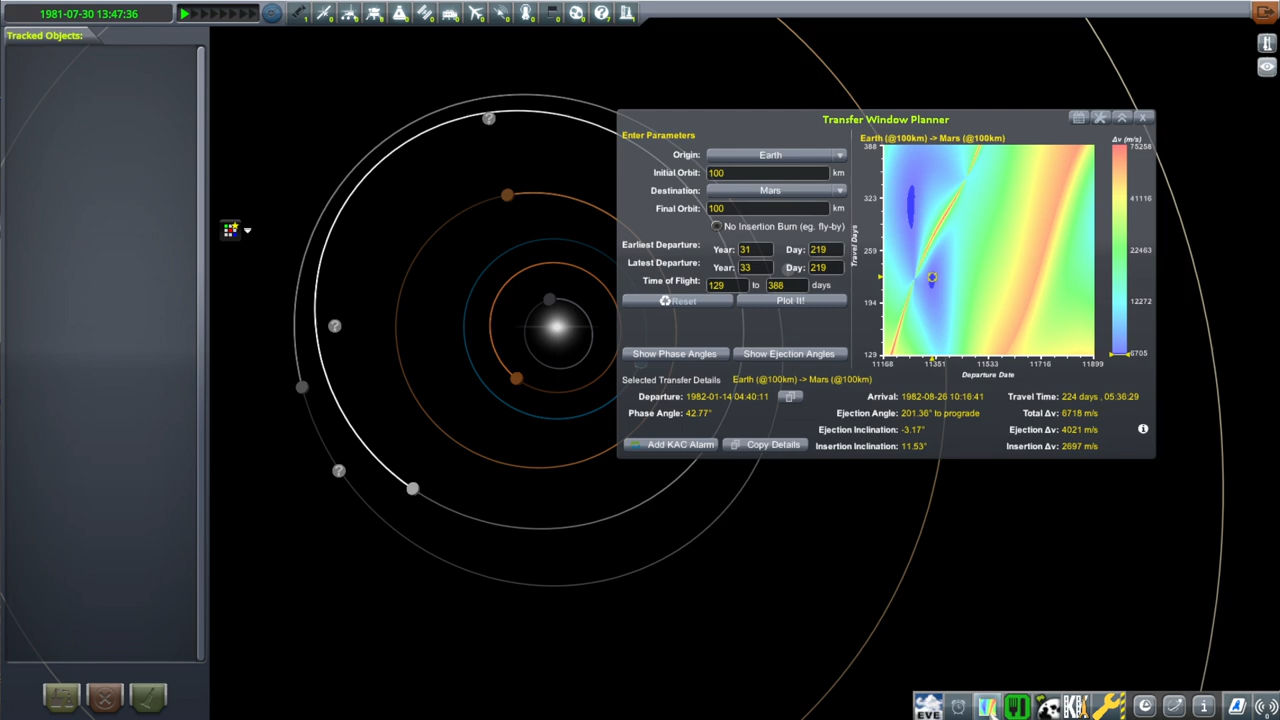 1981-07-30 13:47:36
Tracked Objects:
Transfer Window Planner
Enter Parameters
Origin: Earth
Initial Orbit: 100 km
Destination: Mars
Final Orbit: 100 km
No Insertion Burn (eg. fly-by)
Earliest Departure: Year: 31 Day: 219
Latest Departure: Year: 33 Day: 219
Time of Flight: 129 to 388 days
Reset Plot It!
Show Phase Angles Show Ejection Angles
Earth (@100km) -> Mars (@100km)
Δv (m/s)
388
323
259
194
129
Travel Days
11168 11351 11533 11716 11899
Departure Date
75258
41116
22463
12272
6705
Selected Transfer Details Earth (@100km) -> Mars (@100km)
Departure: 1982-01-14 04:40:11 Arrival: 1982-08-26 10:16:41 Travel Time: 224 days , 05:36:29
Phase Angle: 42.77° Ejection Angle: 201.36° to prograde Total Δv: 6718 m/s
Ejection Inclination: -3.17° Ejection Δv: 4021 m/s
Add KAC Alarm Copy Details Insertion Inclination: 11.53° Insertion Δv: 2697 m/s
EVE